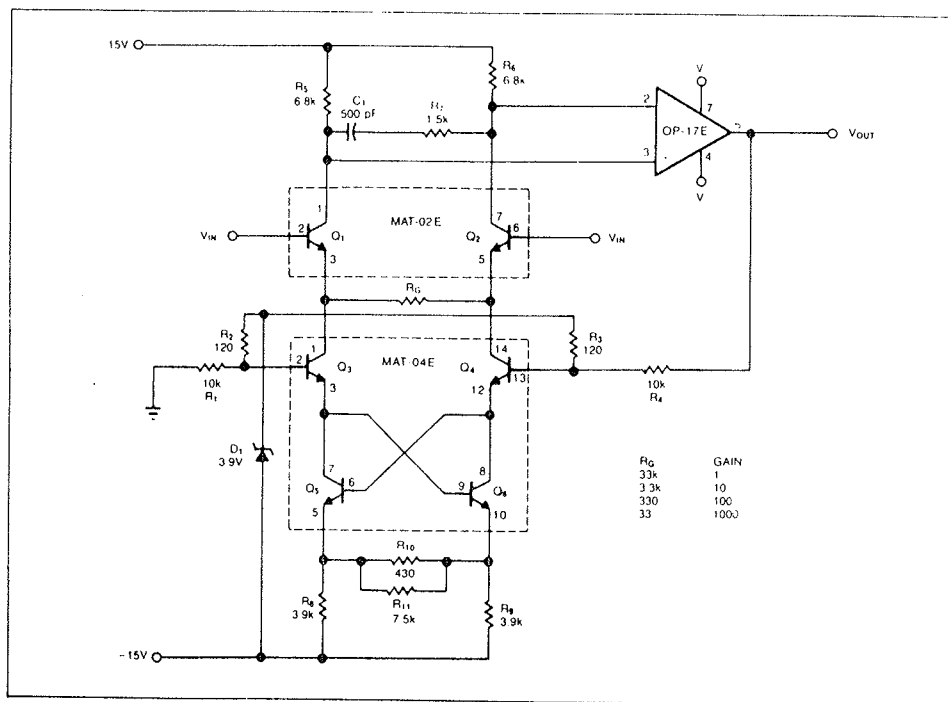 15V
R5
6.8k
C1
500 pF
R7
1.5k
R6
6.8k
V
2
7
OP-17E
3
4
V
VOUT
1
7
MAT-02E
VIN
2
Q1
Q2
6
VIN
3
5
RG
R2
120
R3
120
1
14
MAT-04E
2
Q3
Q4
13
10k
R1
10k
R4
3
12
D1
3.9V
7
8
Q5
6
9
Q6
5
10
RG GAIN
33k 1
3.3k 10
330 100
33 1000
R10
430
R11
7.5k
R8
3.9k
R9
3.9k
-15V